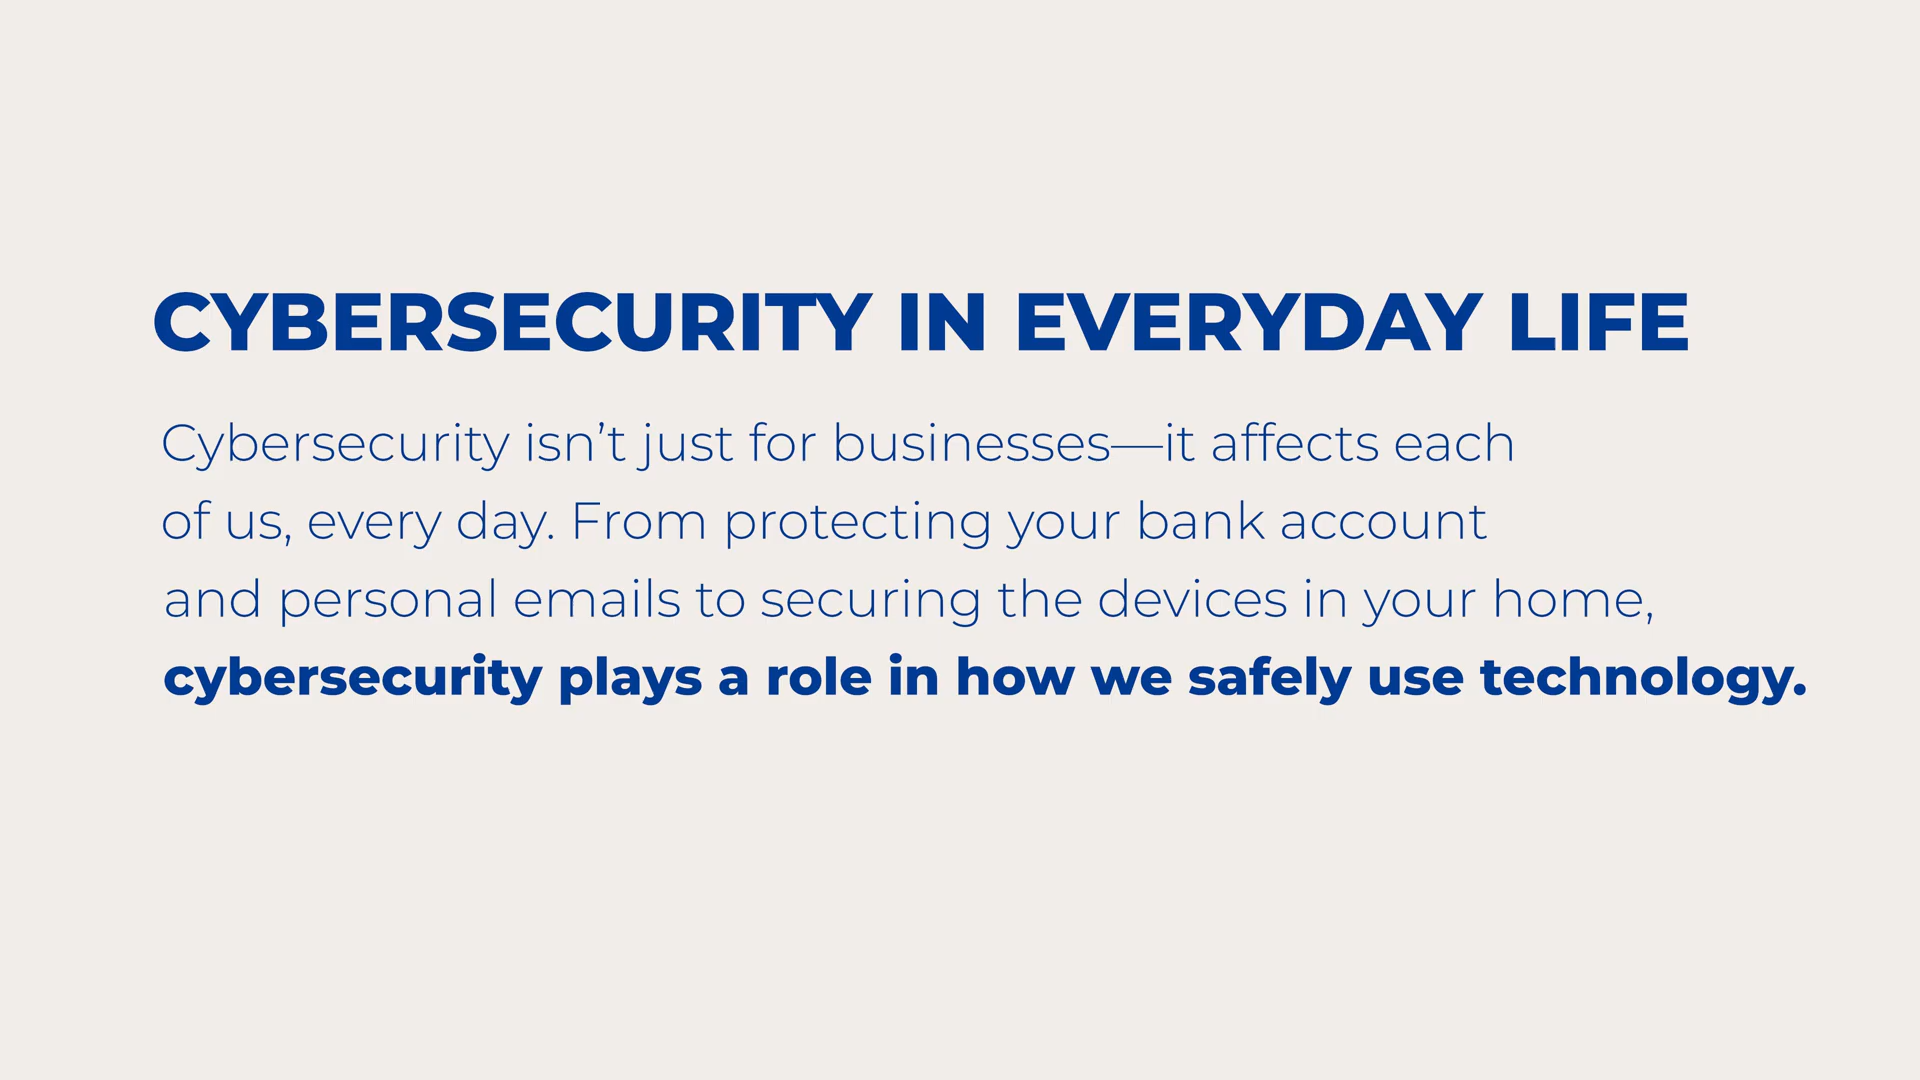 CYBERSECURITY IN EVERYDAY LIFE
Cybersecurity isn’t just for businesses—it affects each
of us, every day. From protecting your bank account
and personal emails to securing the devices in your home,
cybersecurity plays a role in how we safely use technology.